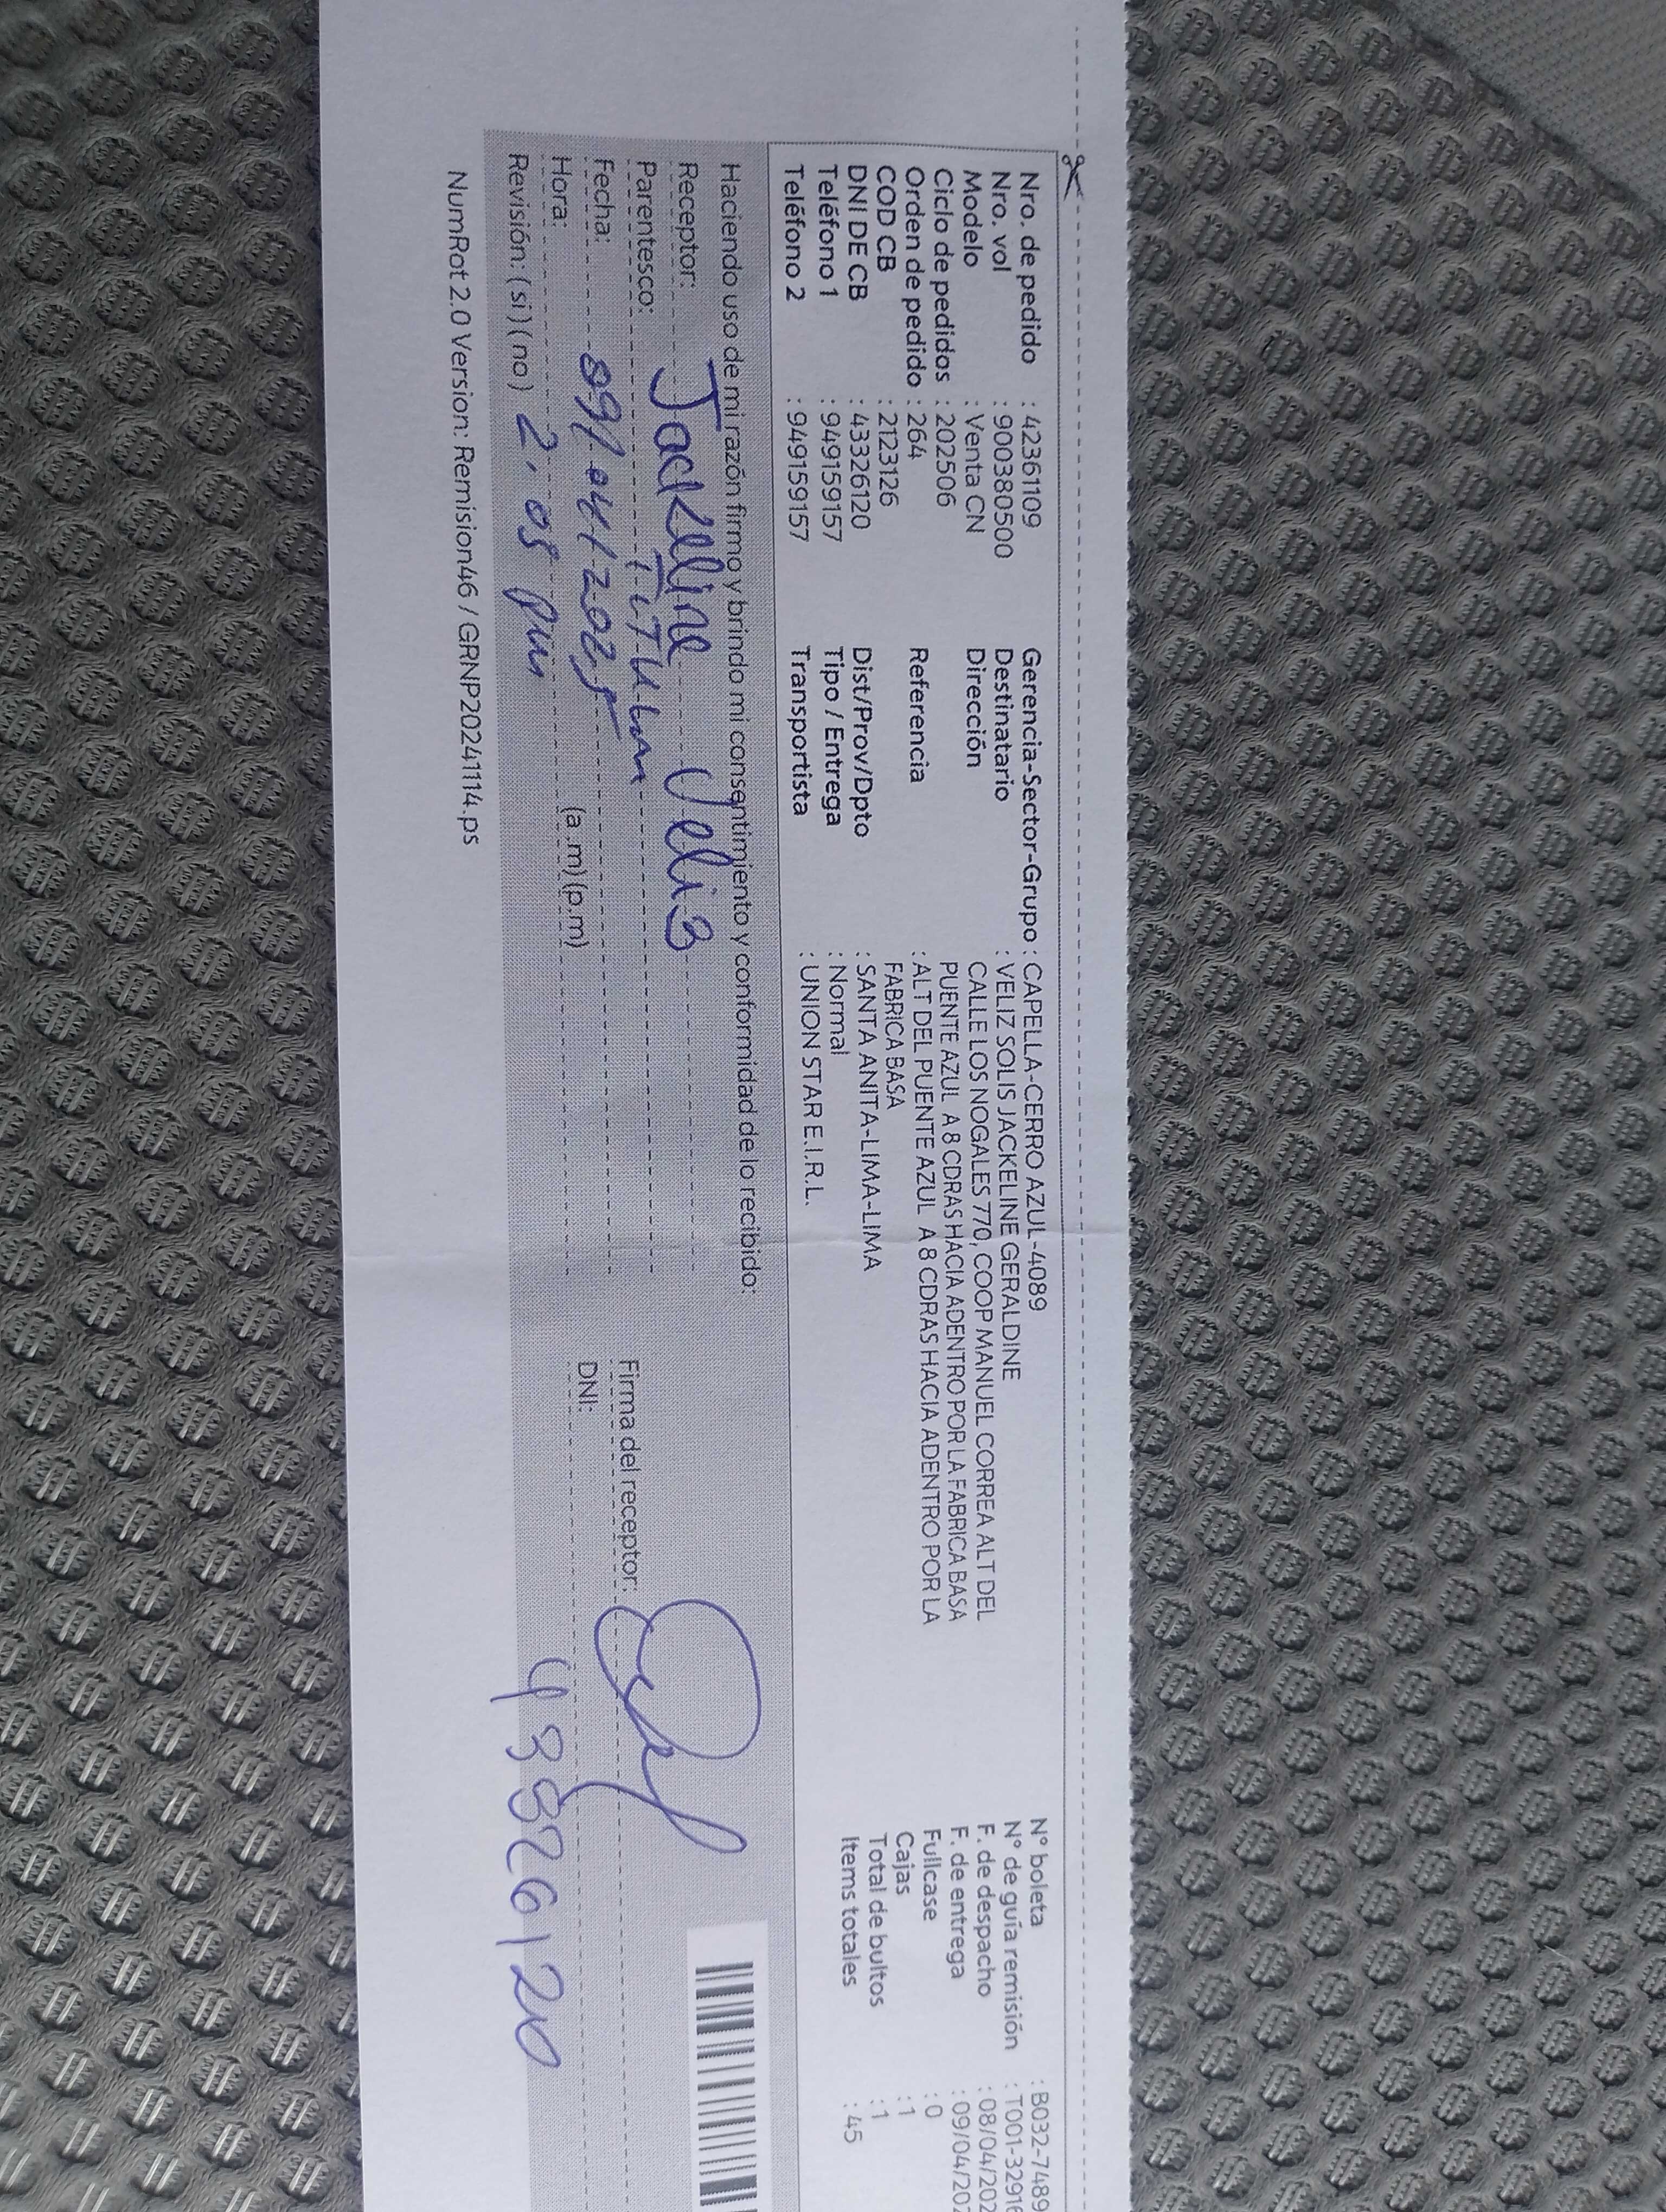 Nro. de pedido : 42361109
Nro. vol : 900380500
Modelo : Venta CN
Ciclo de pedidos : 202506
Orden de pedido : 264
COD CB : 2123126
DNI DE CB : 43326120
Teléfono 1 : 949159157
Teléfono 2 : 949159157
Gerencia-Sector-Grupo : CAPELLA-CERRO AZUL-4089
Destinatario : VELIZ SOLIS JACKELINE GERALDINE
Dirección CALLE LOS NOGALES 770, COOP MANUEL CORREA ALT DEL
PUENTE AZUL A 8 CDRAS HACIA ADENTRO POR LA FABRICA BASA
Referencia : ALT DEL PUENTE AZUL A 8 CDRAS HACIA ADENTRO POR LA
FABRICA BASA
Dist/Prov/Dpto : SANTA ANITA-LIMA-LIMA
Tipo / Entrega : Normal
Transportista : UNION STAR E.I.R.L.
N° boleta : B032-7489
N° de guía remisión : T001-3291
F. de despacho : 08/04/202
F. de entrega : 09/04/202
Fullcase : 0
Cajas : 1
Total de bultos : 1
Items totales : 45
Haciendo uso de mi razón firmo y brindo mi consentimiento y conformidad de lo recibido:
Receptor: Jackeline Velis
Parentesco:
Fecha: 09/04/2025
Hora: (a.m) (p.m)
Revisión: (si) (no) 2.05 pm
Firma del receptor:
DNI: 43326120
NumRot 2.0 Version: Remision46 / GRNP20241114.ps